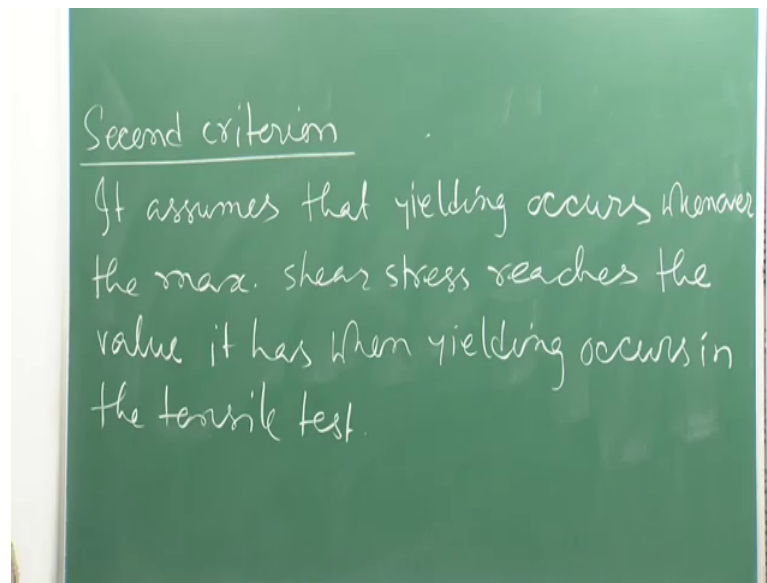 Second criterion
It assumes that yielding occurs whenever
the max. shear stress reaches the
value it has when yielding occurs in
the tensile test.